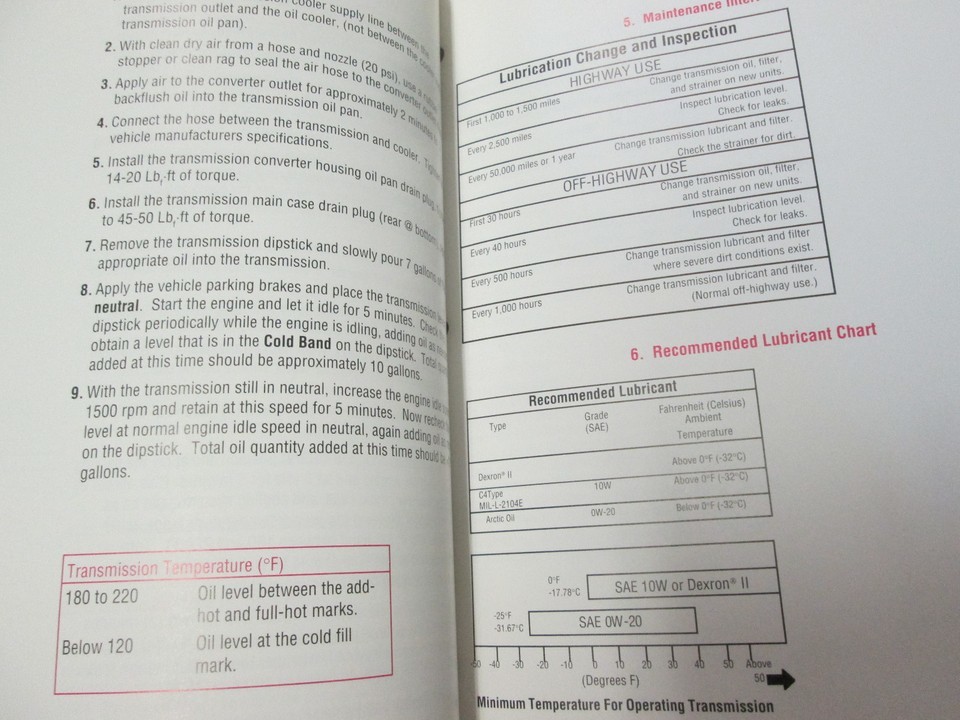 cooler supply line between the
transmission outlet and the oil cooler, (not between the
transmission oil pan).
2. With clean dry air from a hose and nozzle (20 psi), use a
stopper or clean rag to seal the air hose to the converter
3. Apply air to the converter outlet for approximately 2 minutes
backflush oil into the transmission oil pan.
4. Connect the hose between the transmission and cooler.
vehicle manufacturers specifications.
5. Install the transmission converter housing oil pan drain plug
14-20 Lbf·ft of torque.
6. Install the transmission main case drain plug (rear @ bottom)
to 45-50 Lbf·ft of torque.
7. Remove the transmission dipstick and slowly pour 7 gallons
appropriate oil into the transmission.
8. Apply the vehicle parking brakes and place the transmission
neutral. Start the engine and let it idle for 5 minutes.
dipstick periodically while the engine is idling, adding oil
obtain a level that is in the Cold Band on the dipstick.
added at this time should be approximately 10 gallons.
9. With the transmission still in neutral, increase the engine
1500 rpm and retain at this speed for 5 minutes. Now
level at normal engine idle speed in neutral, again adding oil
on the dipstick. Total oil quantity added at this time should
gallons.
Transmission Temperature (°F)
180 to 220 Oil level between the add-
hot and full-hot marks.
Below 120 Oil level at the cold fill
mark.
5. Maintenance
Lubrication Change and Inspection
HIGHWAY USE
First 1,000 to 1,500 miles Change transmission oil, filter,
and strainer on new units.
Every 2,500 miles Inspect lubrication level.
Check for leaks.
Every 50,000 miles or 1 year Change transmission lubricant and filter.
Check the strainer for dirt.
OFF-HIGHWAY USE
First 30 hours Change transmission oil, filter,
and strainer on new units.
Every 40 hours Inspect lubrication level.
Check for leaks.
Every 500 hours Change transmission lubricant and filter
where severe dirt conditions exist.
Every 1,000 hours Change transmission lubricant and filter.
(Normal off-highway use.)
6. Recommended Lubricant Chart
Recommended Lubricant
Type Grade Fahrenheit (Celsius)
(SAE) Ambient
Temperature
Dexron® II Above 0°F (-32°C)
C4Type 10W Above 0°F (-32°C)
MIL-L-2104E
Arctic Oil 0W-20 Below 0°F (-32°C)
0°F
-17.78°C SAE 10W or Dexron® II
-25°F
-31.67°C SAE 0W-20
-40 -30 -20 -10 0 10 20 30 40 50 Above
(Degrees F) 50
Minimum Temperature For Operating Transmission